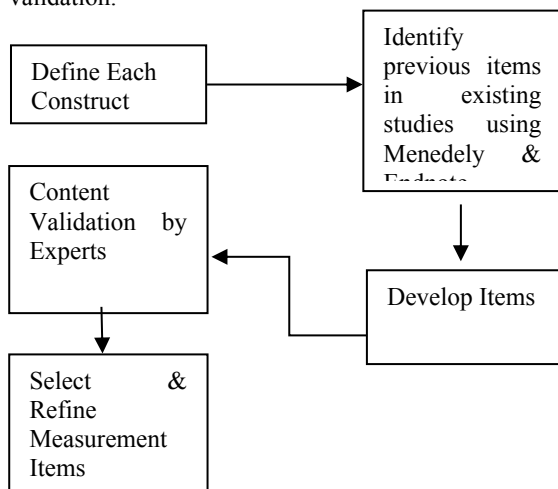 validation.
Define Each
Construct
Identify
previous items
in existing
studies using
Menedely &
Endnote
Develop Items
Content
Validation by
Experts
Select &
Refine
Measurement
Items